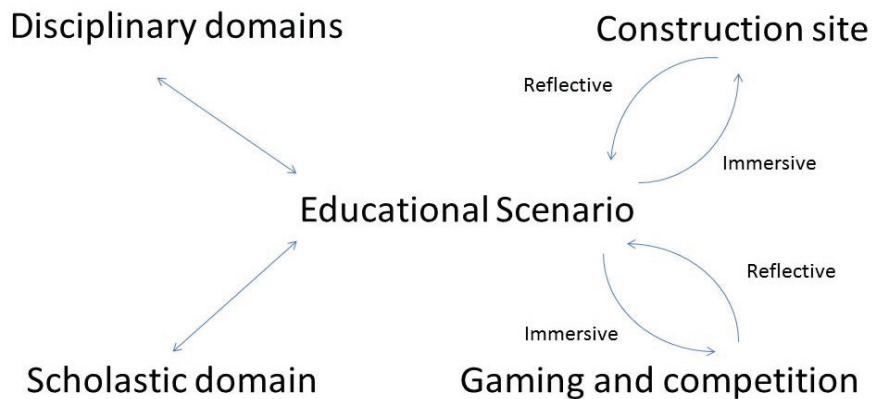 Disciplinary domains
Construction site
Reflective
Immersive
Educational Scenario
Reflective
Immersive
Scholastic domain
Gaming and competition